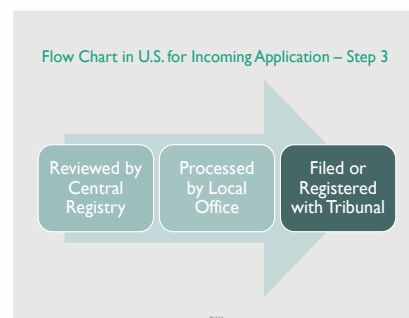 Flow Chart in U.S. for Incoming Application – Step 3
Reviewed by
Central
Registry
Processed
by Local
Office
Filed or
Registered
with Tribunal